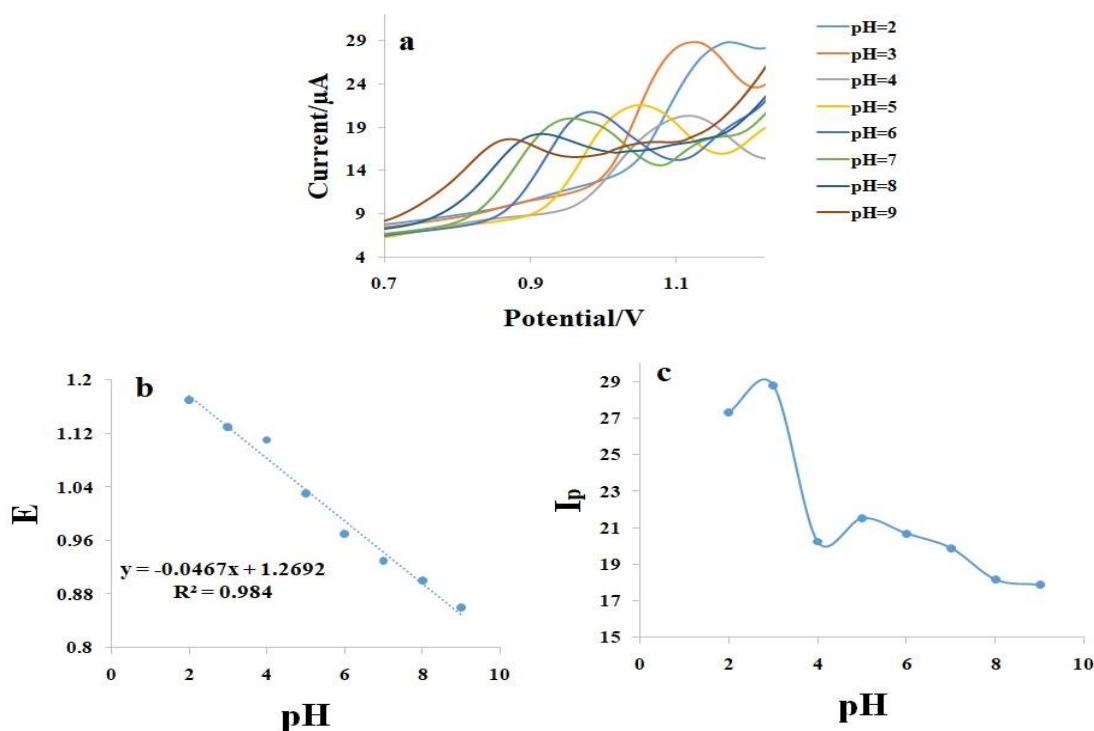 a
29
24
19
14
9
4
0.7 0.9 1.1
Current/µA
Potential/V
pH=2
pH=3
pH=4
pH=5
pH=6
pH=7
pH=8
pH=9
b
1.2
1.12
1.04
0.96
0.88
0.8
0 2 4 6 8 10
E
pH
y = -0.0467x + 1.2692
R² = 0.984
c
29
27
25
23
21
19
17
15
0 2 4 6 8 10
Ip
pH